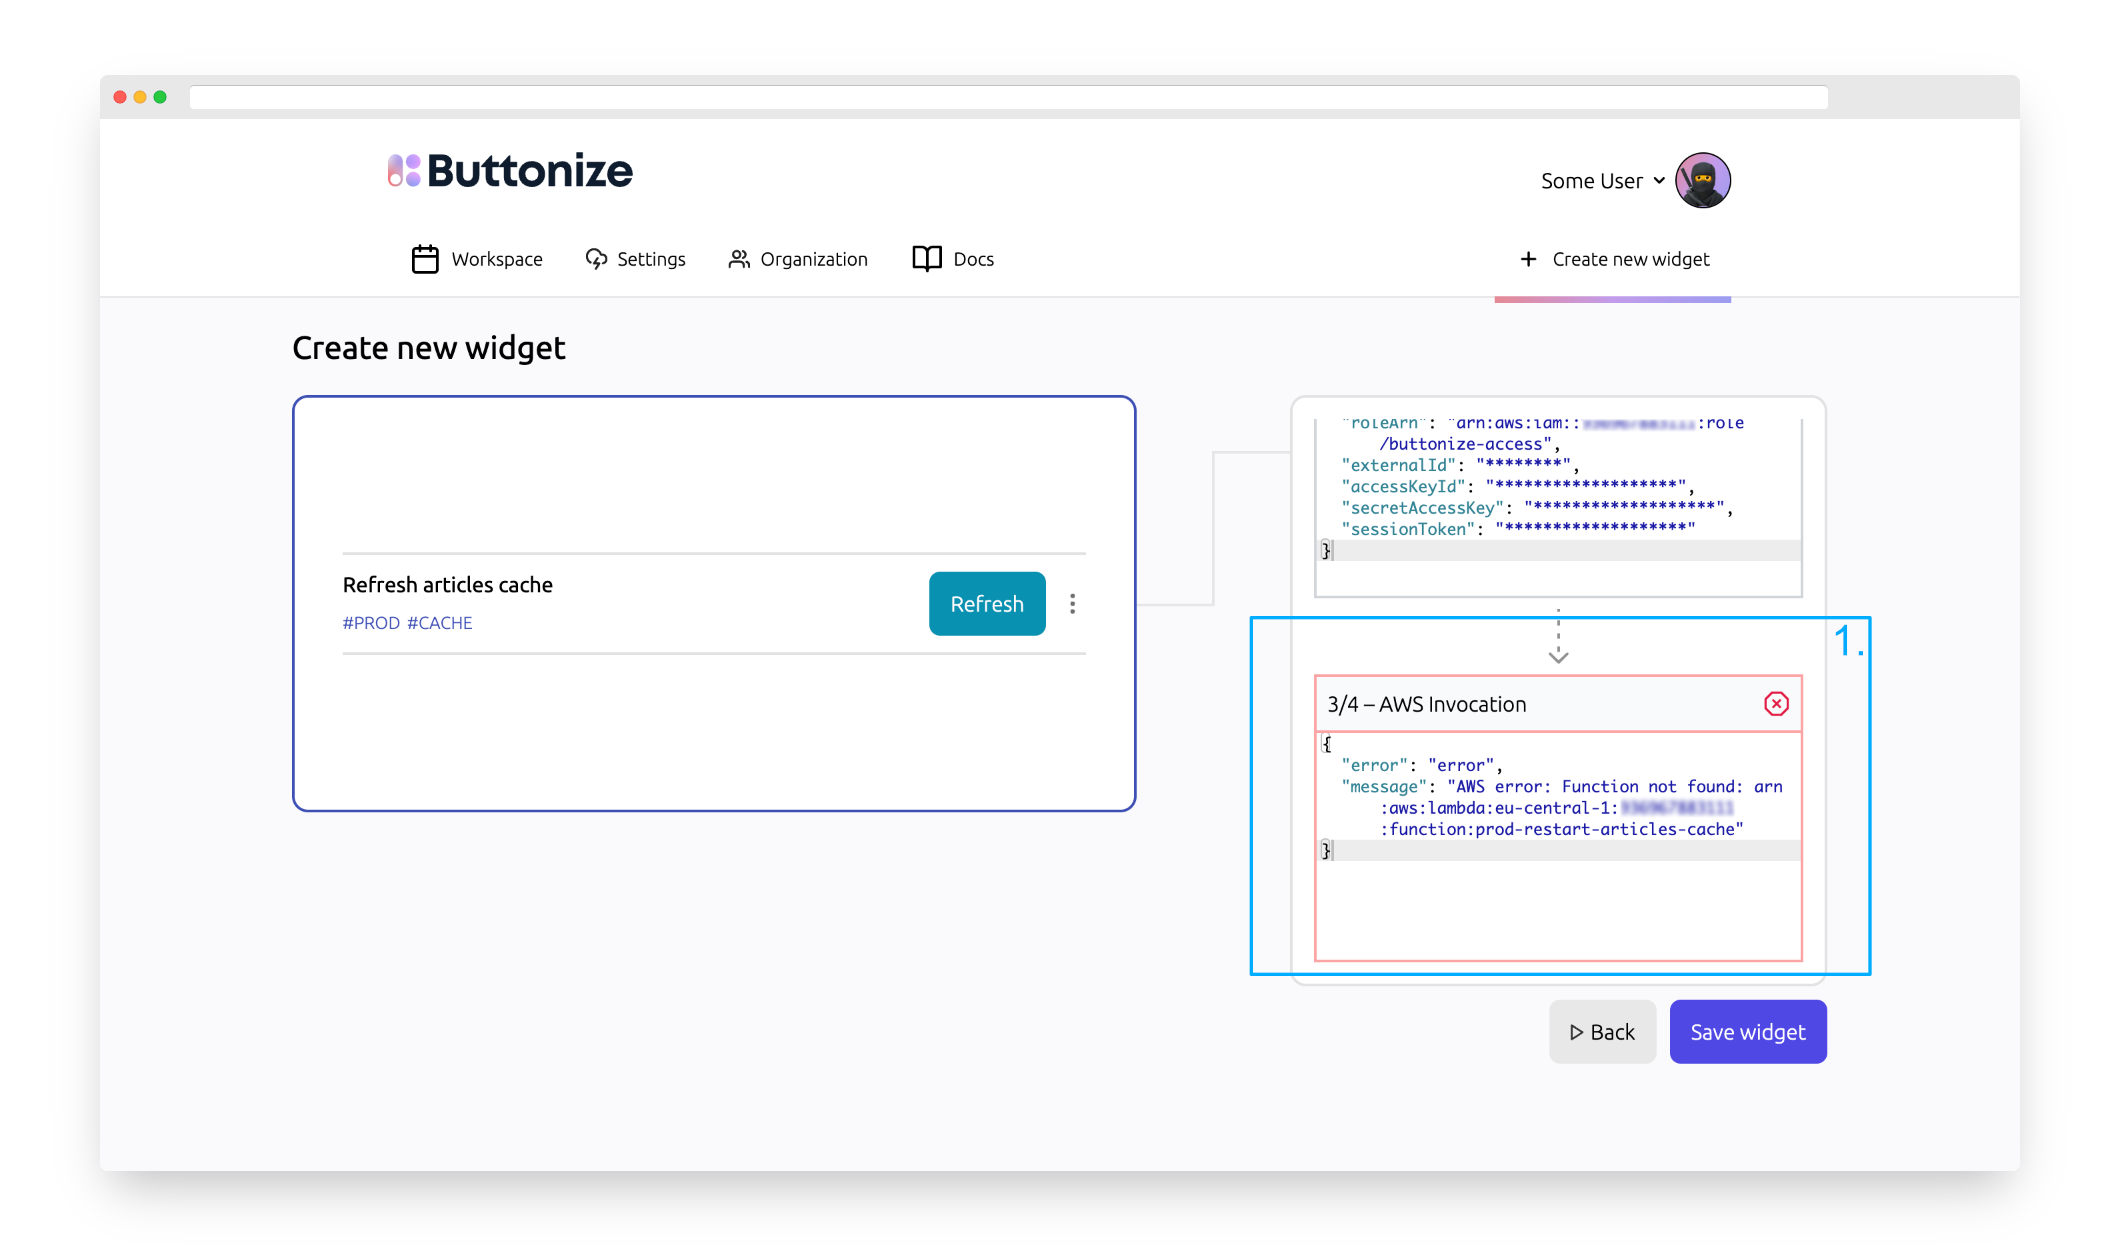 Buttonize
Some User
Workspace
Settings
Organization
Docs
Create new widget
Create new widget
Refresh articles cache
#PROD #CACHE
Refresh
"roleArn": "arn:aws:iam:: :role
/buttonize-access",
"externalId": "********",
"accessKeyId": "*******************",
"secretAccessKey": "*******************",
"sessionToken": "*******************"
}
1.
3/4 – AWS Invocation
{
"error": "error",
"message": "AWS error: Function not found: arn
:aws:lambda:eu-central-1:
:function:prod-restart-articles-cache"
}
Back
Save widget